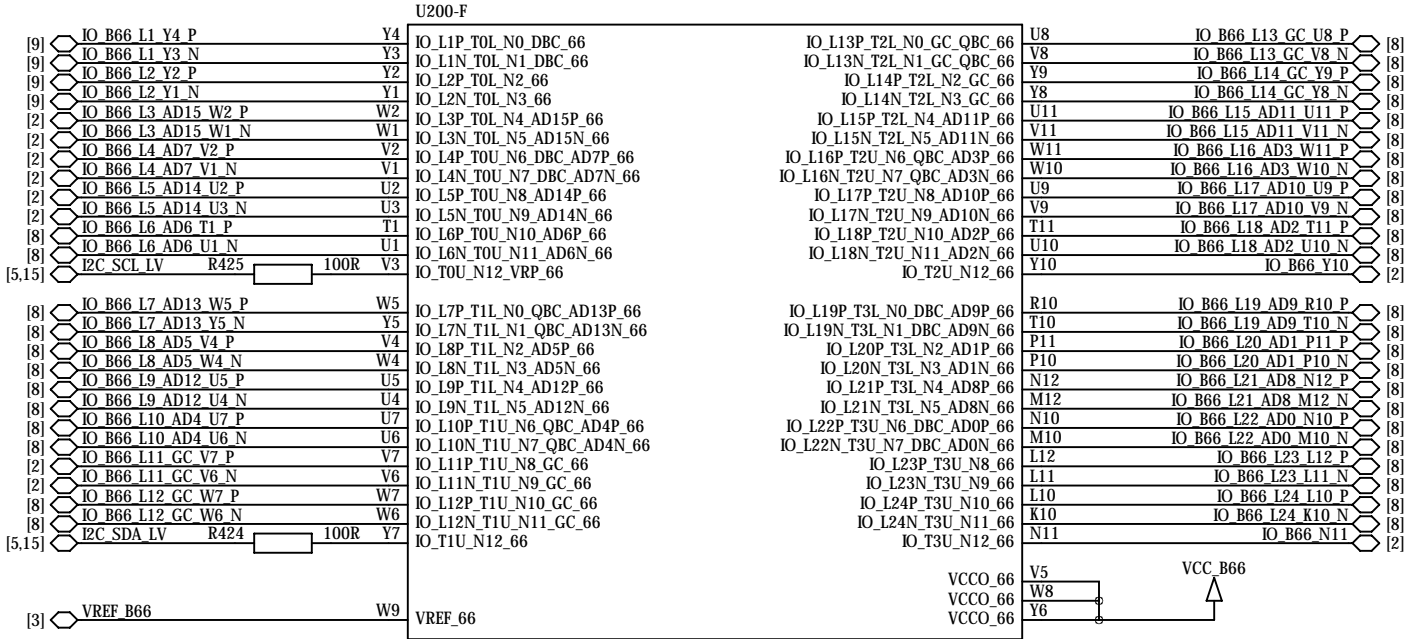 U200-F
[9] IO_B66_L1_Y4_P Y4 IO_L1P_T0L_N0_DBC_66 IO_L13P_T2L_N0_GC_QBC_66 U8 IO_B66_L13_GC_U8_P [8]
[9] IO_B66_L1_Y3_N Y3 IO_L1N_T0L_N1_DBC_66 IO_L13N_T2L_N1_GC_QBC_66 V8 IO_B66_L13_GC_V8_N [8]
[9] IO_B66_L2_Y2_P Y2 IO_L2P_T0L_N2_66 IO_L14P_T2L_N2_GC_66 Y9 IO_B66_L14_GC_Y9_P [8]
[9] IO_B66_L2_Y1_N Y1 IO_L2N_T0L_N3_66 IO_L14N_T2L_N3_GC_66 Y8 IO_B66_L14_GC_Y8_N [8]
[2] IO_B66_L3_AD15_W2_P W2 IO_L3P_T0L_N4_AD15P_66 IO_L15P_T2L_N4_AD11P_66 U11 IO_B66_L15_AD11_U11_P [8]
[2] IO_B66_L3_AD15_W1_N W1 IO_L3N_T0L_N5_AD15N_66 IO_L15N_T2L_N5_AD11N_66 V11 IO_B66_L15_AD11_V11_N [8]
[2] IO_B66_L4_AD7_V2_P V2 IO_L4P_T0U_N6_DBC_AD7P_66 IO_L16P_T2U_N6_QBC_AD3P_66 W11 IO_B66_L16_AD3_W11_P [8]
[2] IO_B66_L4_AD7_V1_N V1 IO_L4N_T0U_N7_DBC_AD7N_66 IO_L16N_T2U_N7_QBC_AD3N_66 W10 IO_B66_L16_AD3_W10_N [8]
[2] IO_B66_L5_AD14_U2_P U2 IO_L5P_T0U_N8_AD14P_66 IO_L17P_T2U_N8_AD10P_66 U9 IO_B66_L17_AD10_U9_P [8]
[2] IO_B66_L5_AD14_U3_N U3 IO_L5N_T0U_N9_AD14N_66 IO_L17N_T2U_N9_AD10N_66 V9 IO_B66_L17_AD10_V9_N [8]
[8] IO_B66_L6_AD6_T1_P T1 IO_L6P_T0U_N10_AD6P_66 IO_L18P_T2U_N10_AD2P_66 T11 IO_B66_L18_AD2_T11_P [8]
[8] IO_B66_L6_AD6_U1_N U1 IO_L6N_T0U_N11_AD6N_66 IO_L18N_T2U_N11_AD2N_66 U10 IO_B66_L18_AD2_U10_N [8]
[5,15] I2C_SCL_LV R425 100R V3 IO_T0U_N12_VRP_66 IO_T2U_N12_66 Y10 IO_B66_Y10 [2]
[8] IO_B66_L7_AD13_W5_P W5 IO_L7P_T1L_N0_QBC_AD13P_66 IO_L19P_T3L_N0_DBC_AD9P_66 R10 IO_B66_L19_AD9_R10_P [8]
[8] IO_B66_L7_AD13_Y5_N Y5 IO_L7N_T1L_N1_QBC_AD13N_66 IO_L19N_T3L_N1_DBC_AD9N_66 T10 IO_B66_L19_AD9_T10_N [8]
[8] IO_B66_L8_AD5_V4_P V4 IO_L8P_T1L_N2_AD5P_66 IO_L20P_T3L_N2_AD1P_66 P11 IO_B66_L20_AD1_P11_P [8]
[8] IO_B66_L8_AD5_W4_N W4 IO_L8N_T1L_N3_AD5N_66 IO_L20N_T3L_N3_AD1N_66 P10 IO_B66_L20_AD1_P10_N [8]
[8] IO_B66_L9_AD12_U5_P U5 IO_L9P_T1L_N4_AD12P_66 IO_L21P_T3L_N4_AD8P_66 N12 IO_B66_L21_AD8_N12_P [8]
[8] IO_B66_L9_AD12_U4_N U4 IO_L9N_T1L_N5_AD12N_66 IO_L21N_T3L_N5_AD8N_66 M12 IO_B66_L21_AD8_M12_N [8]
[8] IO_B66_L10_AD4_U7_P U7 IO_L10P_T1U_N6_QBC_AD4P_66 IO_L22P_T3U_N6_DBC_AD0P_66 N10 IO_B66_L22_AD0_N10_P [8]
[8] IO_B66_L10_AD4_U6_N U6 IO_L10N_T1U_N7_QBC_AD4N_66 IO_L22N_T3U_N7_DBC_AD0N_66 M10 IO_B66_L22_AD0_M10_N [8]
[2] IO_B66_L11_GC_V7_P V7 IO_L11P_T1U_N8_GC_66 IO_L23P_T3U_N8_66 L12 IO_B66_L23_L12_P [8]
[2] IO_B66_L11_GC_V6_N V6 IO_L11N_T1U_N9_GC_66 IO_L23N_T3U_N9_66 L11 IO_B66_L23_L11_N [8]
[8] IO_B66_L12_GC_W7_P W7 IO_L12P_T1U_N10_GC_66 IO_L24P_T3U_N10_66 L10 IO_B66_L24_L10_P [8]
[8] IO_B66_L12_GC_W6_N W6 IO_L12N_T1U_N11_GC_66 IO_L24N_T3U_N11_66 K10 IO_B66_L24_K10_N [8]
[5,15] I2C_SDA_LV R424 100R Y7 IO_T1U_N12_66 IO_T3U_N12_66 N11 IO_B66_N11 [2]
VCCO_66 V5 VCC_B66
VCCO_66 W8
[3] VREF_B66 W9 VREF_66 VCCO_66 Y6